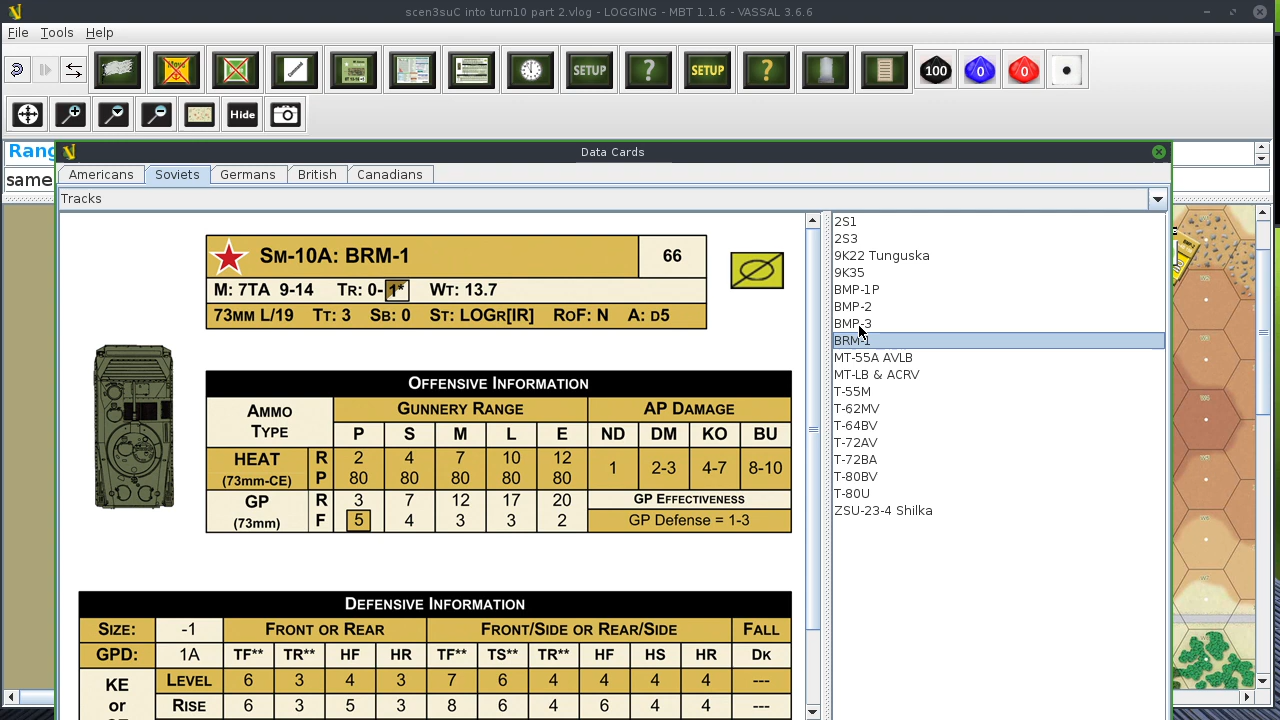 scen3suC into turn10 part 2.vlog - LOGGING - MBT 1.1.6 - VASSAL 3.6.6
File Tools Help
SETUP ? SETUP ? 100 0 0
Hide
Rang
same
Data Cards
Americans Soviets Germans British Canadians
Tracks
SM-10A: BRM-1 66
M: 7TA 9-14 TR: 0- 1* WT: 13.7
73MM L/19 TT: 3 SB: 0 ST: LOGR[IR] ROF: N A: D5
OFFENSIVE INFORMATION
AMMO TYPE GUNNERY RANGE AP DAMAGE
P S M L E ND DM KO BU
HEAT (73mm-CE) R 2 4 7 10 12 1 2-3 4-7 8-10
P 80 80 80 80 80
GP (73mm) R 3 7 12 17 20 GP EFFECTIVENESS
F 5 4 3 3 2 GP Defense = 1-3
DEFENSIVE INFORMATION
SIZE: -1 FRONT OR REAR FRONT/SIDE OR REAR/SIDE FALL
GPD: 1A TF** TR** HF HR TF** TS** TR** HF HS HR DK
KE or LEVEL 6 3 4 3 7 6 4 4 4 4 ---
RISE 6 3 5 3 8 6 4 6 4 4 ---
2S1
2S3
9K22 Tunguska
9K35
BMP-1P
BMP-2
BMP-3
BRM-1
MT-55A AVLB
MT-LB & ACRV
T-55M
T-62MV
T-64BV
T-72AV
T-72BA
T-80BV
T-80U
ZSU-23-4 Shilka